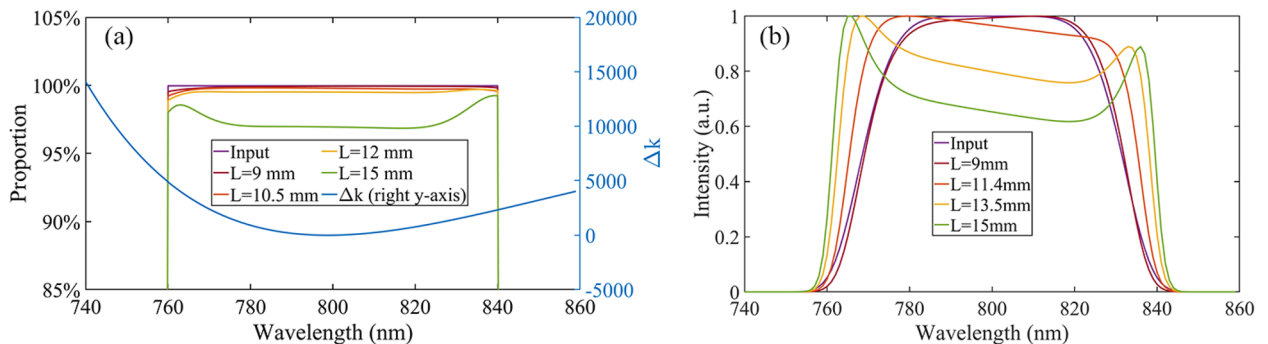 (a)
105%
100%
95%
90%
85%
Proportion
20000
15000
10000
5000
0
-5000
Δk
Input
L=9 mm
L=10.5 mm
L=12 mm
L=15 mm
Δk (right y-axis)
740 760 780 800 820 840 860
Wavelength (nm)
(b)
1
0.8
0.6
0.4
0.2
0
Intensity (a.u.)
Input
L=9mm
L=11.4mm
L=13.5mm
L=15mm
740 760 780 800 820 840 860
Wavelength (nm)